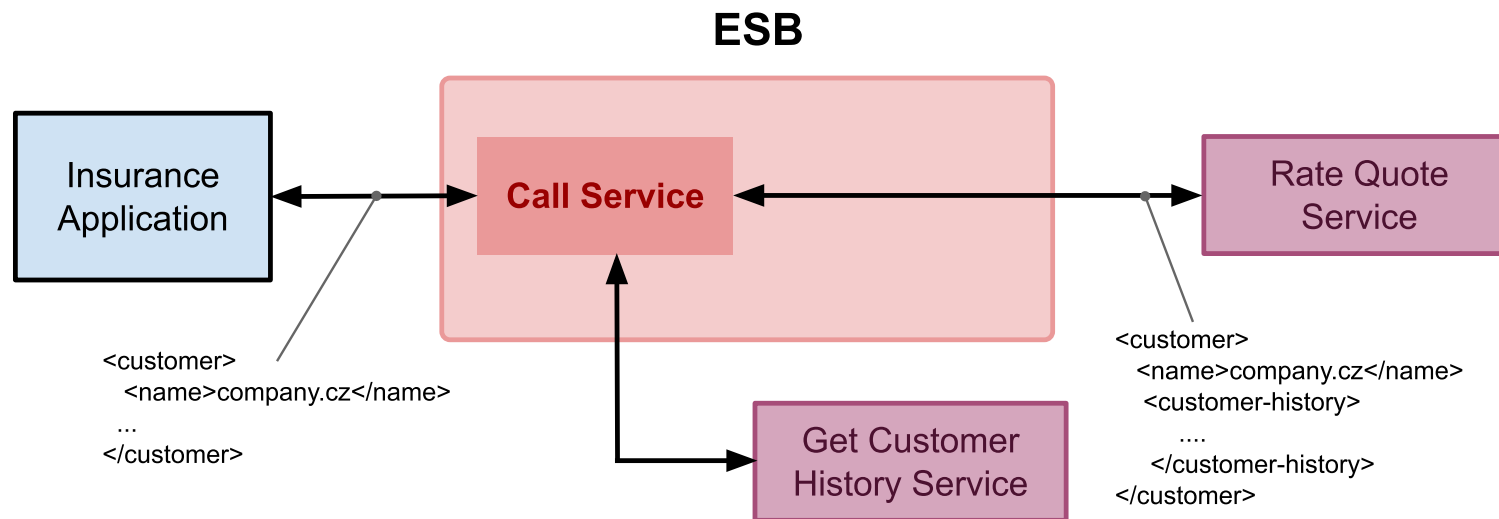 ESB
Insurance
Application
Call Service
Rate Quote
Service
<customer>
<name>company.cz</name>
...
</customer>
Get Customer
History Service
<customer>
<name>company.cz</name>
<customer-history>
....
</customer-history>
</customer>